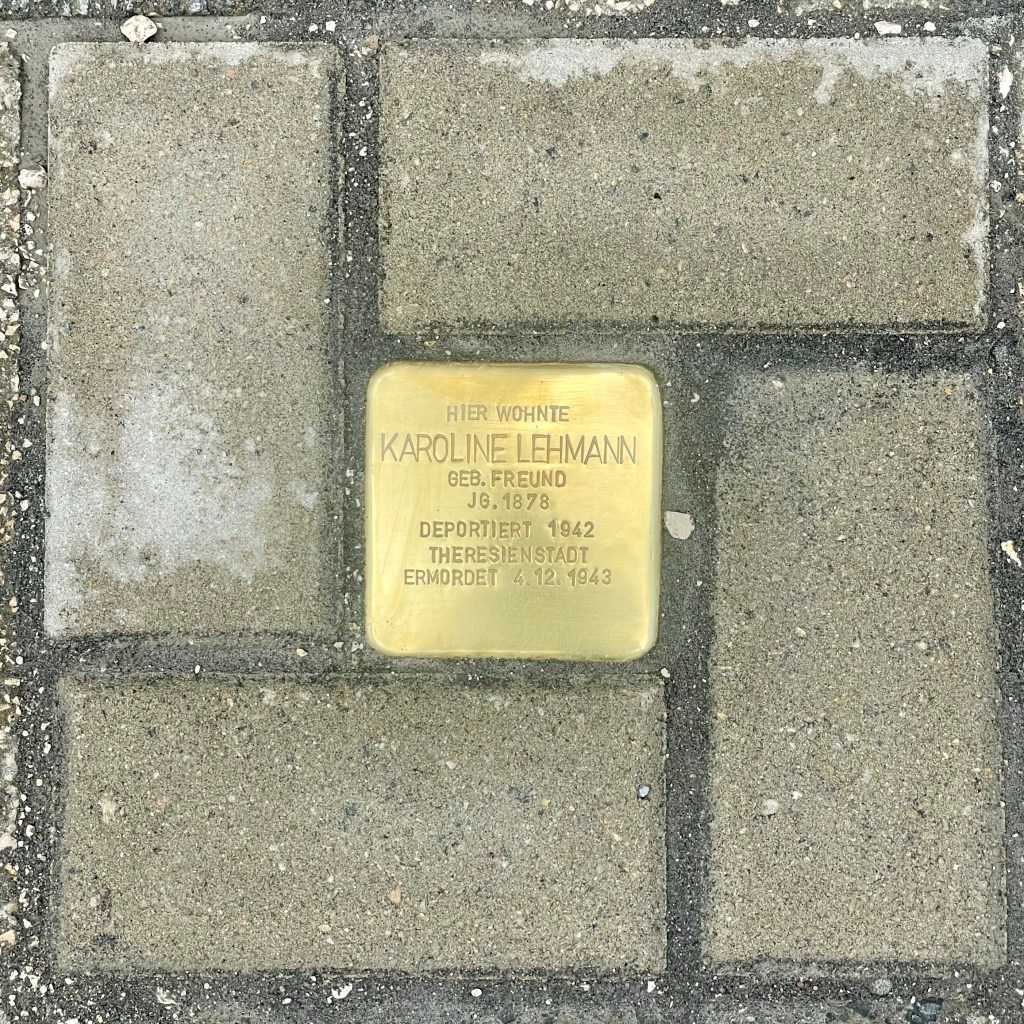 HIER WOHNTE
KAROLINE LEHMANN
GEB. FREUND
JG. 1878
DEPORTIERT 1942
THERESIENSTADT
ERMORDET 4.12.1943